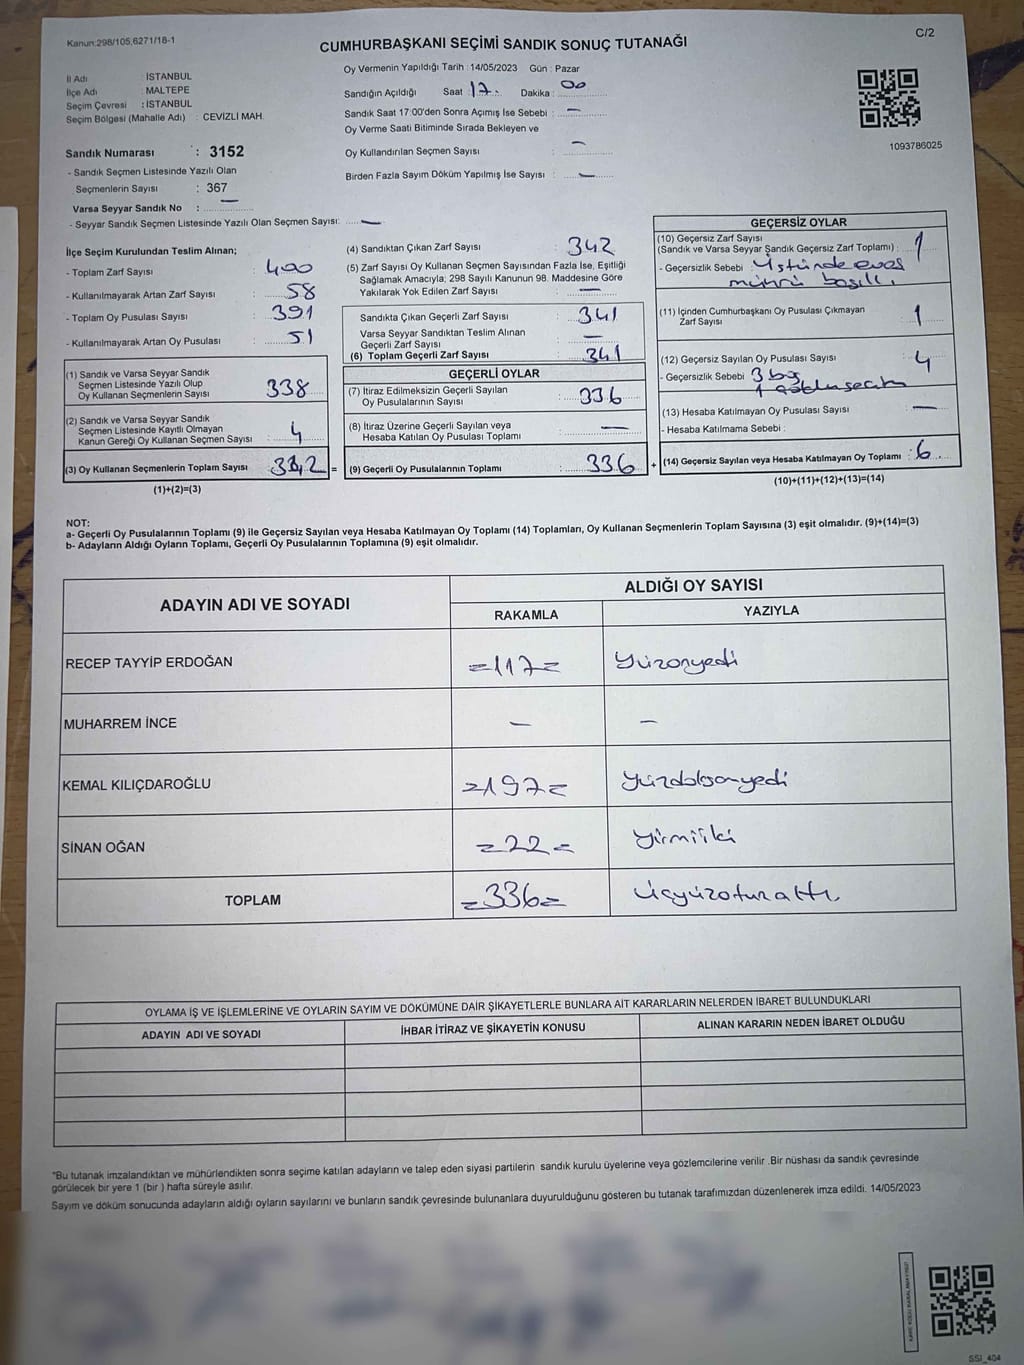 Kanun:298/105,6271/18-1
C/2
CUMHURBAŞKANI SEÇİMİ SANDIK SONUÇ TUTANAĞI
İl Adı İSTANBUL
İlçe Adı : MALTEPE
Seçim Çevresi : İSTANBUL
Seçim Bölgesi (Mahalle Adı) : CEVİZLİ MAH.
Sandık Numarası : 3152
- Sandık Seçmen Listesinde Yazılı Olan
Seçmenlerin Sayısı : 367
Varsa Seyyar Sandık No : —
- Seyyar Sandık Seçmen Listesinde Yazılı Olan Seçmen Sayısı: —
Oy Vermenin Yapıldığı Tarih :14/05/2023 Gün : Pazar
Sandığın Açıldığı Saat 17. Dakika : 00
Sandık Saat 17:00'den Sonra Açımış İse Sebebi : —
Oy Verme Saati Bitiminde Sırada Bekleyen ve
Oy Kullandırılan Seçmen Sayısı : —
Birden Fazla Sayım Döküm Yapılmış İse Sayısı : —
1093786025
İlçe Seçim Kurulundan Teslim Alınan;
- Toplam Zarf Sayısı : 400
- Kullanılmayarak Artan Zarf Sayısı : 58
- Toplam Oy Pusulası Sayısı : 391
- Kullanılmayarak Artan Oy Pusulası : 51
(1) Sandık ve Varsa Seyyar Sandık
Seçmen Listesinde Yazılı Olup
Oy Kullanan Seçmenlerin Sayısı 338
(2) Sandık ve Varsa Seyyar Sandık
Seçmen Listesinde Kayıtlı Olmayan
Kanun Gereği Oy Kullanan Seçmen Sayısı : 4
(3) Oy Kullanan Seçmenlerin Toplam Sayısı : 342 =
(1)+(2)=(3)
(4) Sandıktan Çıkan Zarf Sayısı : 342
(5) Zarf Sayısı Oy Kullanan Seçmen Sayısından Fazla İse, Eşitliği
Sağlamak Amacıyla; 298 Sayılı Kanunun 98. Maddesine Göre
Yakılarak Yok Edilen Zarf Sayısı : —
Sandıkta Çıkan Geçerli Zarf Sayısı : 341
Varsa Seyyar Sandıktan Teslim Alınan
Geçerli Zarf Sayısı : —
(6) Toplam Geçerli Zarf Sayısı : 341
GEÇERLİ OYLAR
(7) İtiraz Edilmeksizin Geçerli Sayılan
Oy Pusulalarının Sayısı : 336
(8) İtiraz Üzerine Geçerli Sayılan veya
Hesaba Katılan Oy Pusulası Toplamı : —
(9) Geçerli Oy Pusulalarının Toplamı : 336 +
GEÇERSİZ OYLAR
(10) Geçersiz Zarf Sayısı
(Sandık ve Varsa Seyyar Sandık Geçersiz Zarf Toplamı) : 1
- Geçersizlik Sebebi : Üstünde evet
mührü basılı
(11) İçinden Cumhurbaşkanı Oy Pusulası Çıkmayan
Zarf Sayısı : 1
(12) Geçersiz Sayılan Oy Pusulası Sayısı : 4
- Geçersizlik Sebebi 3 boş
1
(13) Hesaba Katılmayan Oy Pusulası Sayısı —
- Hesaba Katılmama Sebebi :
(14) Geçersiz Sayılan veya Hesaba Katılmayan Oy Toplamı : 6
(10)+(11)+(12)+(13)=(14)
NOT:
a- Geçerli Oy Pusulalarının Toplamı (9) ile Geçersiz Sayılan veya Hesaba Katılmayan Oy Toplamı (14) Toplamları, Oy Kullanan Seçmenlerin Toplam Sayısına (3) eşit olmalıdır. (9)+(14)=(3)
b- Adayların Aldığı Oyların Toplamı, Geçerli Oy Pusulalarının Toplamına (9) eşit olmalıdır.
ADAYIN ADI VE SOYADI
ALDIĞI OY SAYISI
RAKAMLA YAZIYLA
RECEP TAYYİP ERDOĞAN =117= Yüzonyedi
MUHARREM İNCE — —
KEMAL KILIÇDAROĞLU =197= Yüzdoksanyedi
SİNAN OĞAN =22= Yirmiiki
TOPLAM =336= Üçyüzotuzaltı
OYLAMA İŞ VE İŞLEMLERİNE VE OYLARIN SAYIM VE DÖKÜMÜNE DAİR ŞİKAYETLERLE BUNLARA AİT KARARLARIN NELERDEN İBARET BULUNDUKLARI
ADAYIN ADI VE SOYADI İHBAR İTİRAZ VE ŞİKAYETİN KONUSU ALINAN KARARIN NEDEN İBARET OLDUĞU
"Bu tutanak imzalandıktan ve mühürlendikten sonra seçime katılan adayların ve talep eden siyasi partilerin sandık kurulu üyelerine veya gözlemcilerine verilir .Bir nüshası da sandık çevresinde
görülecek bir yere 1 (bir ) hafta süreyle asılır.
Sayım ve döküm sonucunda adayların aldığı oyların sayılarını ve bunların sandık çevresinde bulunanlara duyurulduğunu gösteren bu tutanak tarafımızdan düzenlenerek imza edildi. 14/05/2023
SSI_404